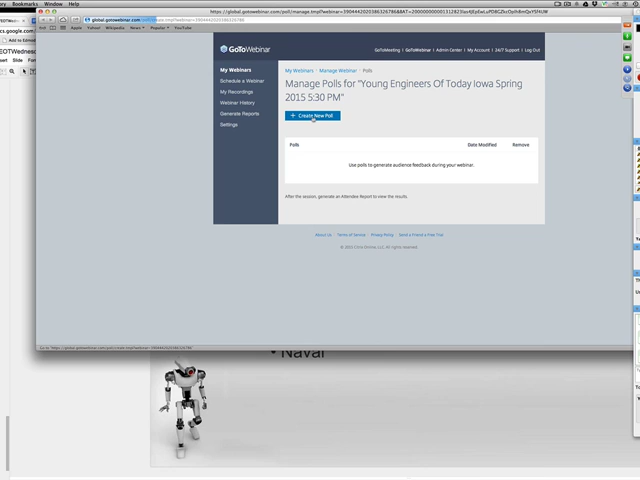 Bookmarks Window Help
GoToWebinar
GoToMeeting | GoToWebinar | Admin Center | My Account | 24/7 Support | Log Out
My Webinars
Schedule a Webinar
My Recordings
Webinar History
Generate Reports
Settings
My Webinars Manage Webinar Polls
Manage Polls for "Young Engineers Of Today Iowa Spring
2015 5:30 PM"
+ Create New Poll
Polls Date Modified Remove
Use polls to generate audience feedback during your webinar.
After the session, generate an Attendee Report to view the results.
About Us Terms of Service Privacy Policy Send a Friend a Free Trial
Apple Yahoo! News Popular YouTube
Insert Slide
• Naval